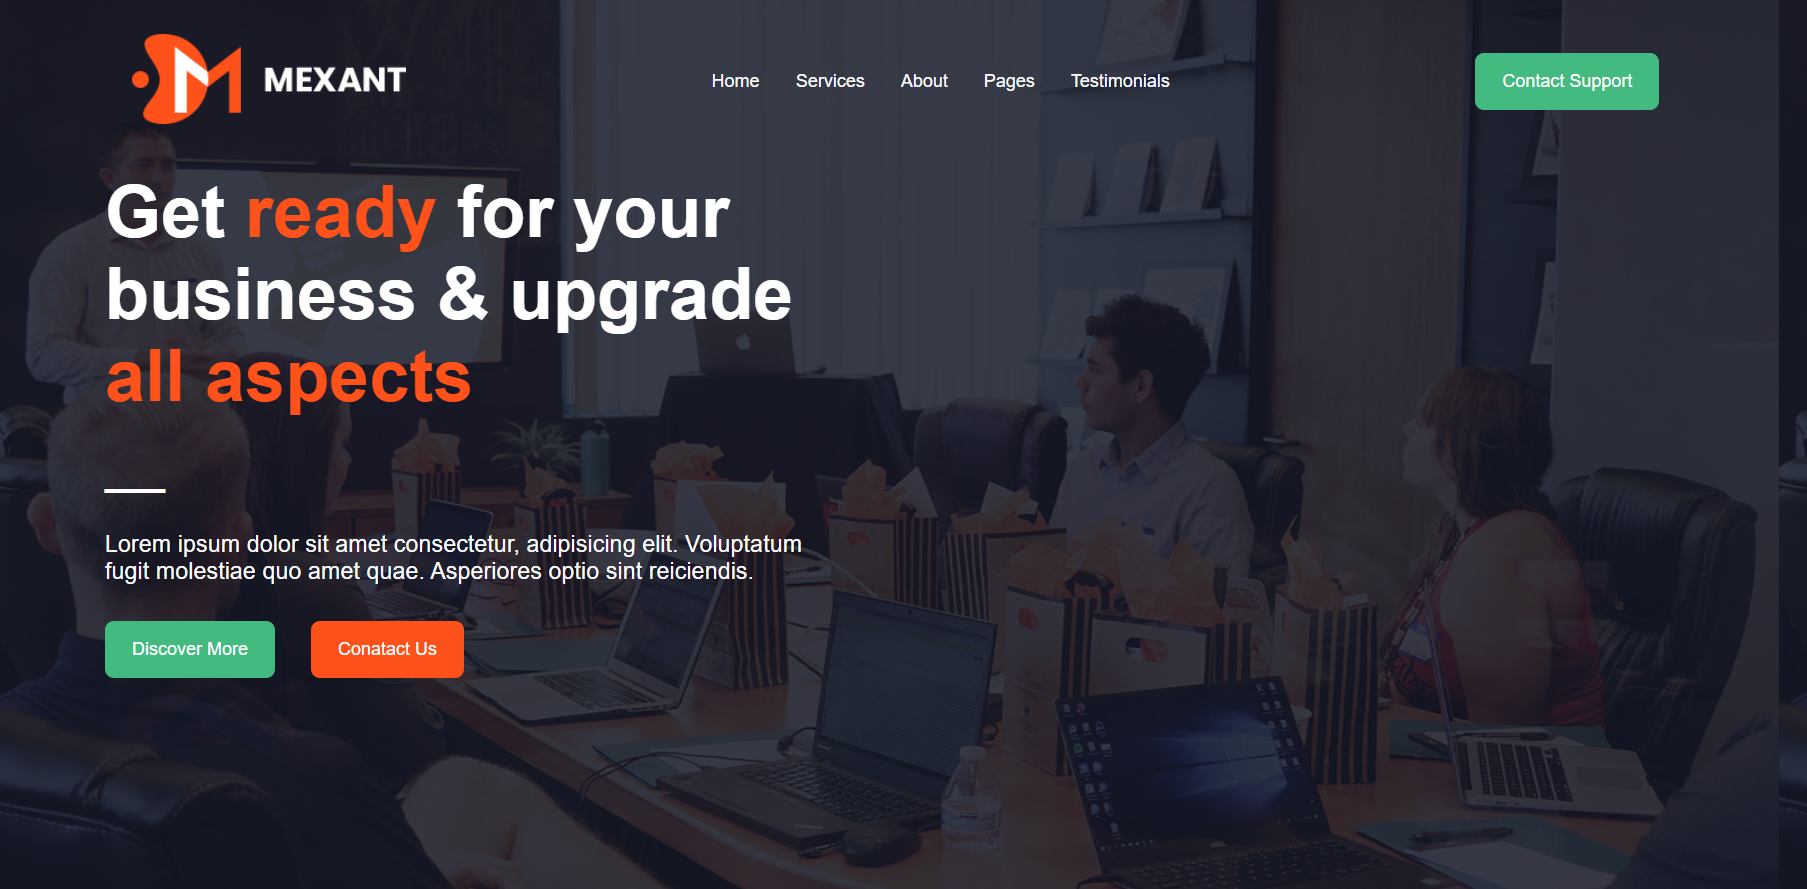 MEXANT
Home Services About Pages Testimonials
Contact Support
Get ready for your
business & upgrade
all aspects
Lorem ipsum dolor sit amet consectetur, adipisicing elit. Voluptatum
fugit molestiae quo amet quae. Asperiores optio sint reiciendis.
Discover More
Conatact Us